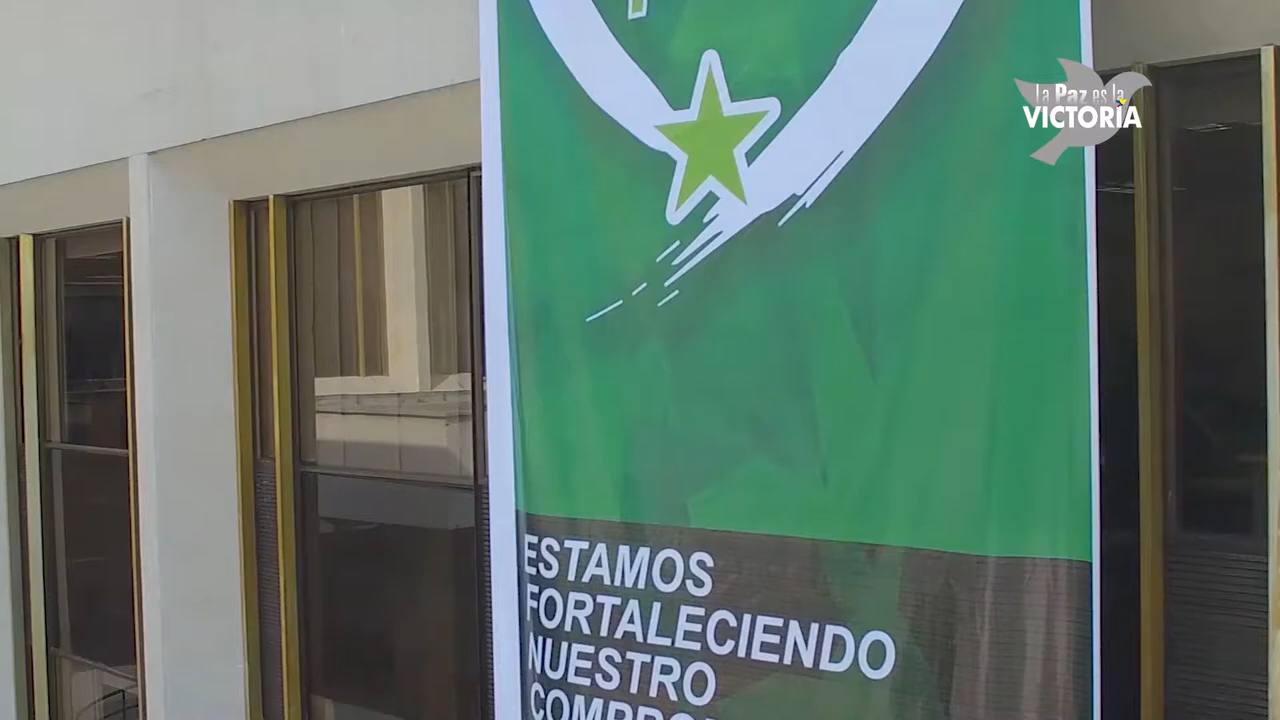 la Paz es la
VICTORIA
ESTAMOS
FORTALECIENDO
NUESTRO